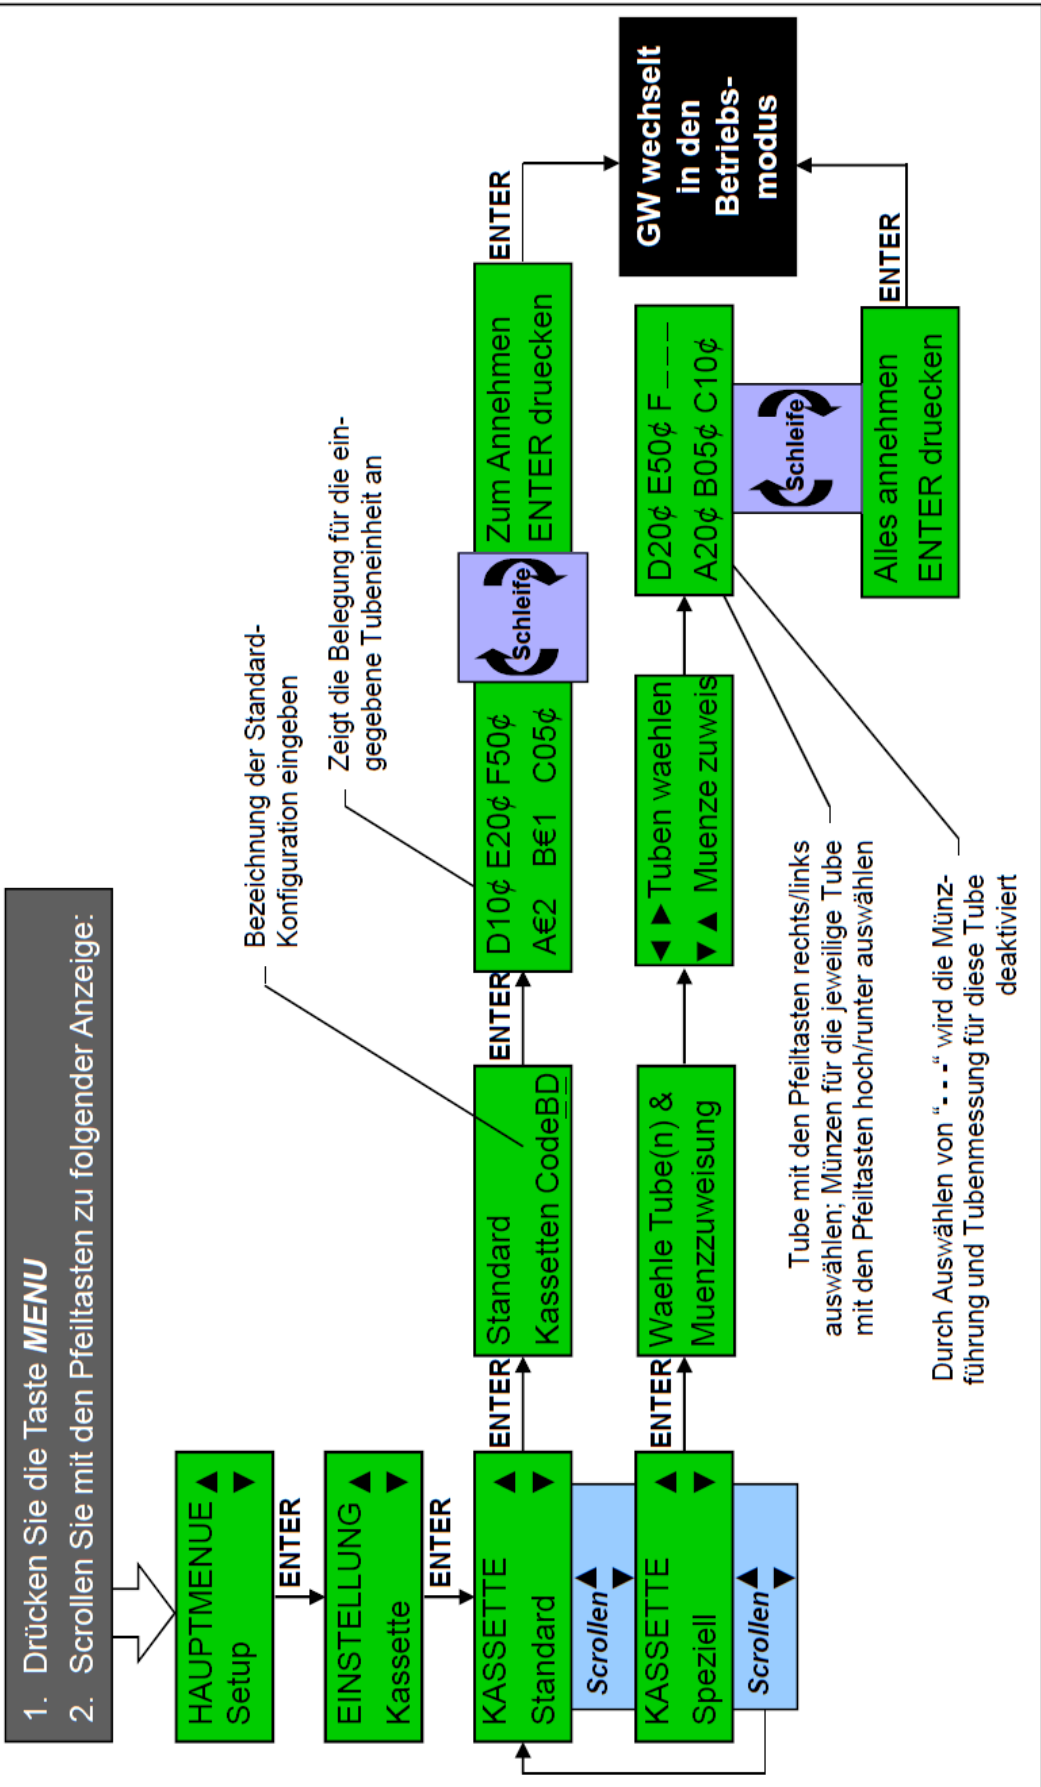 1. Drücken Sie die Taste MENU
2. Scrollen Sie mit den Pfeiltasten zu folgender Anzeige:
HAUPTMENUE ▲
Setup ▼
ENTER
EINSTELLUNG ▲
Kassette ▼
ENTER
KASSETTE ▲
Standard ▼
ENTER
Standard
Kassetten CodeBD
ENTER
D10¢ E20¢ F50¢
A€2 B€1 C05¢
Schleife
Zum Annehmen
ENTER druecken
ENTER
Bezeichnung der Standard-
Konfiguration eingeben
Zeigt die Belegung für die ein-
gegebene Tubeneinheit an
GW wechselt
in den
Betriebs-
modus
Scrollen ▲
▼
KASSETTE ▲
Speziell ▼
ENTER
Waehle Tube(n) &
Muenzzuweisung
◄ ► Tuben waehlen
▼ ▲ Muenze zuweis
D20¢ E50¢ F_ _ _
A20¢ B05¢ C10¢
Schleife
Alles annehmen
ENTER druecken
ENTER
Scrollen ▲
▼
Tube mit den Pfeiltasten rechts/links
auswählen; Münzen für die jeweilige Tube
mit den Pfeiltasten hoch/runter auswählen
Durch Auswählen von "- - -" wird die Münz-
führung und Tubenmessung für diese Tube
deaktiviert